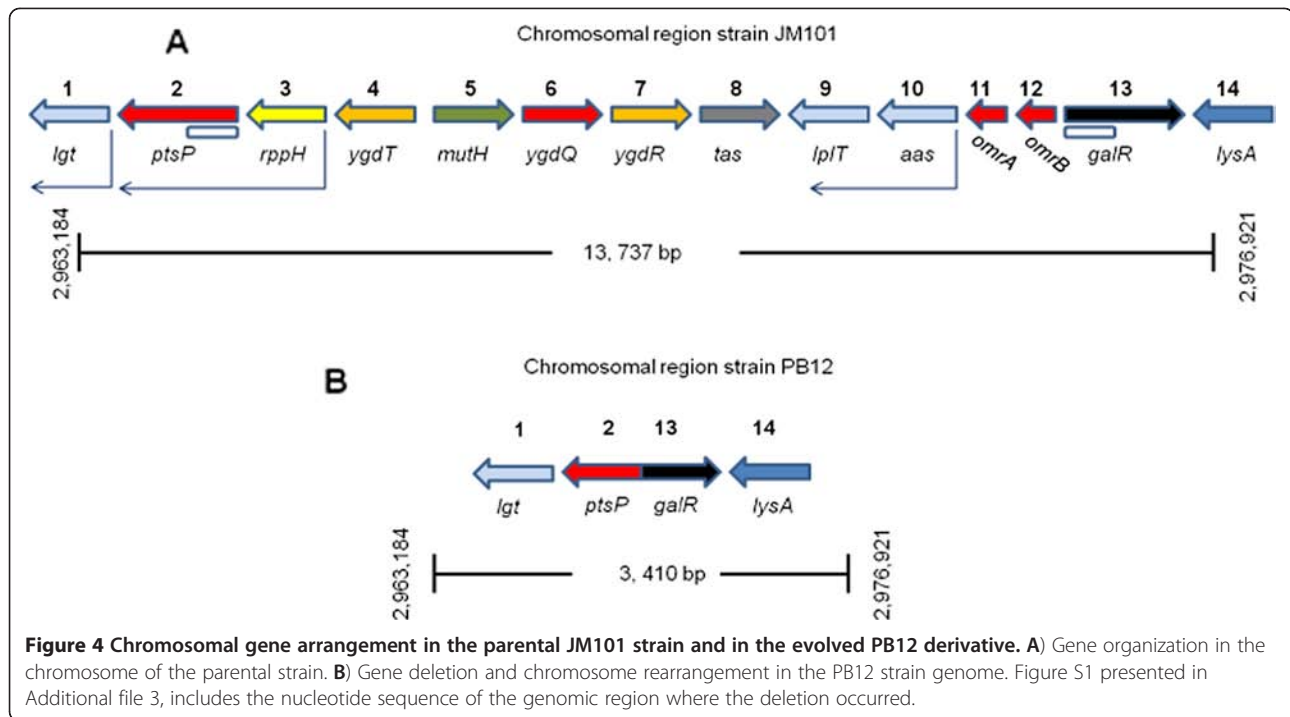 A
Chromosomal region strain JM101
1 2 3 4 5 6 7 8 9 10 11 12 13 14
lgt ptsP rppH ygdT mutH ygdQ ygdR tas lplT aas omrA omrB galR lysA
2,963,184
13, 737 bp
2,976,921
Chromosomal region strain PB12
B
1 2 13 14
lgt ptsP galR lysA
2,963,184
3, 410 bp
2,976,921
Figure 4 Chromosomal gene arrangement in the parental JM101 strain and in the evolved PB12 derivative. A) Gene organization in the
chromosome of the parental strain. B) Gene deletion and chromosome rearrangement in the PB12 strain genome. Figure S1 presented in
Additional file 3, includes the nucleotide sequence of the genomic region where the deletion occurred.